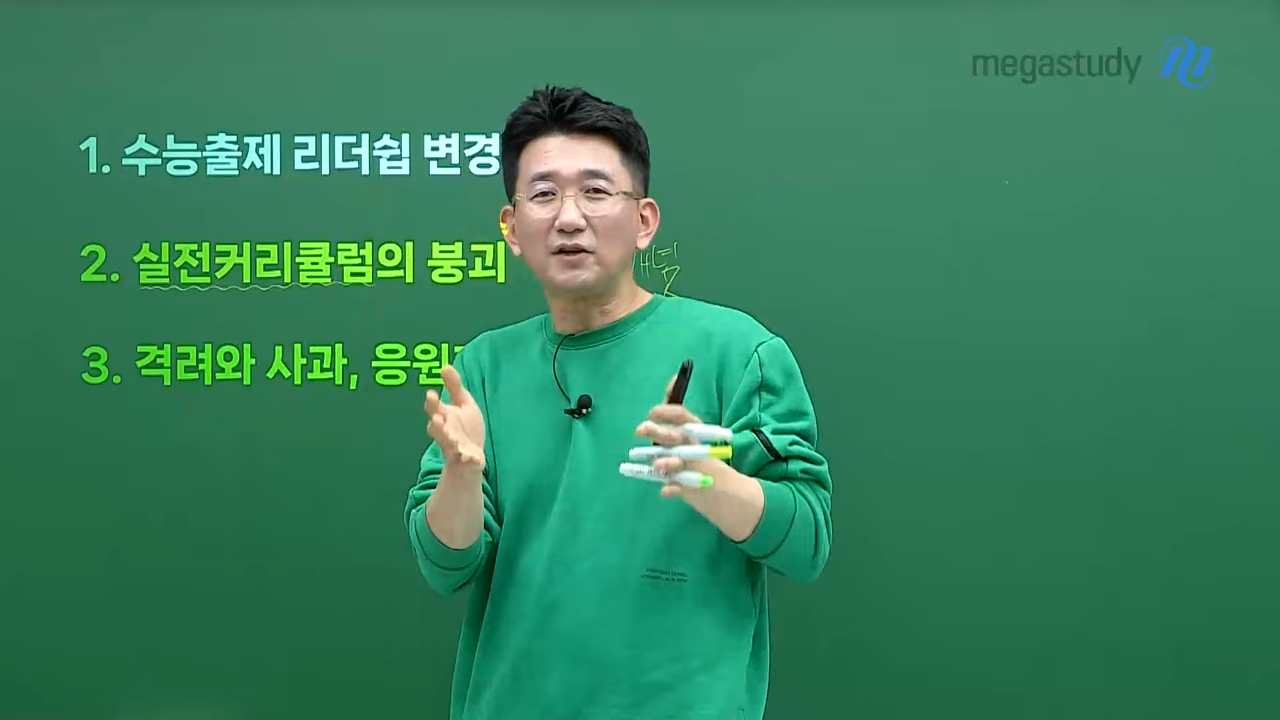 megastudy
1. 수능출제 리더쉽 변경
2. 실전커리큘럼의 붕괴
3. 격려와 사과, 응원